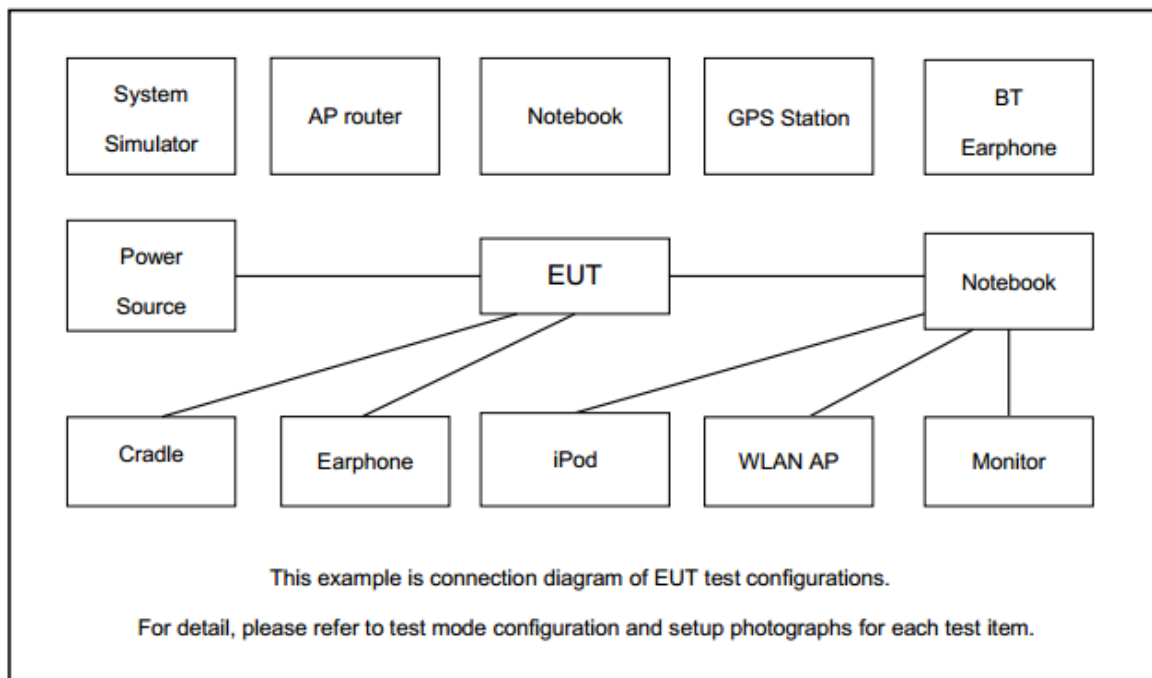 System
Simulator
AP router
Notebook
GPS Station
BT
Earphone
Power
Source
EUT
Notebook
Cradle
Earphone
iPod
WLAN AP
Monitor
This example is connection diagram of EUT test configurations.
For detail, please refer to test mode configuration and setup photographs for each test item.